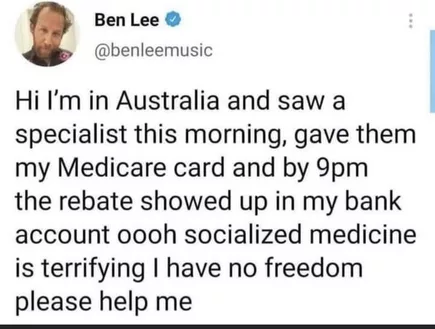 Ben Lee
@benleemusic
Hi I'm in Australia and saw a
specialist this morning, gave them
my Medicare card and by 9pm
the rebate showed up in my bank
account oooh socialized medicine
is terrifying I have no freedom
please help me